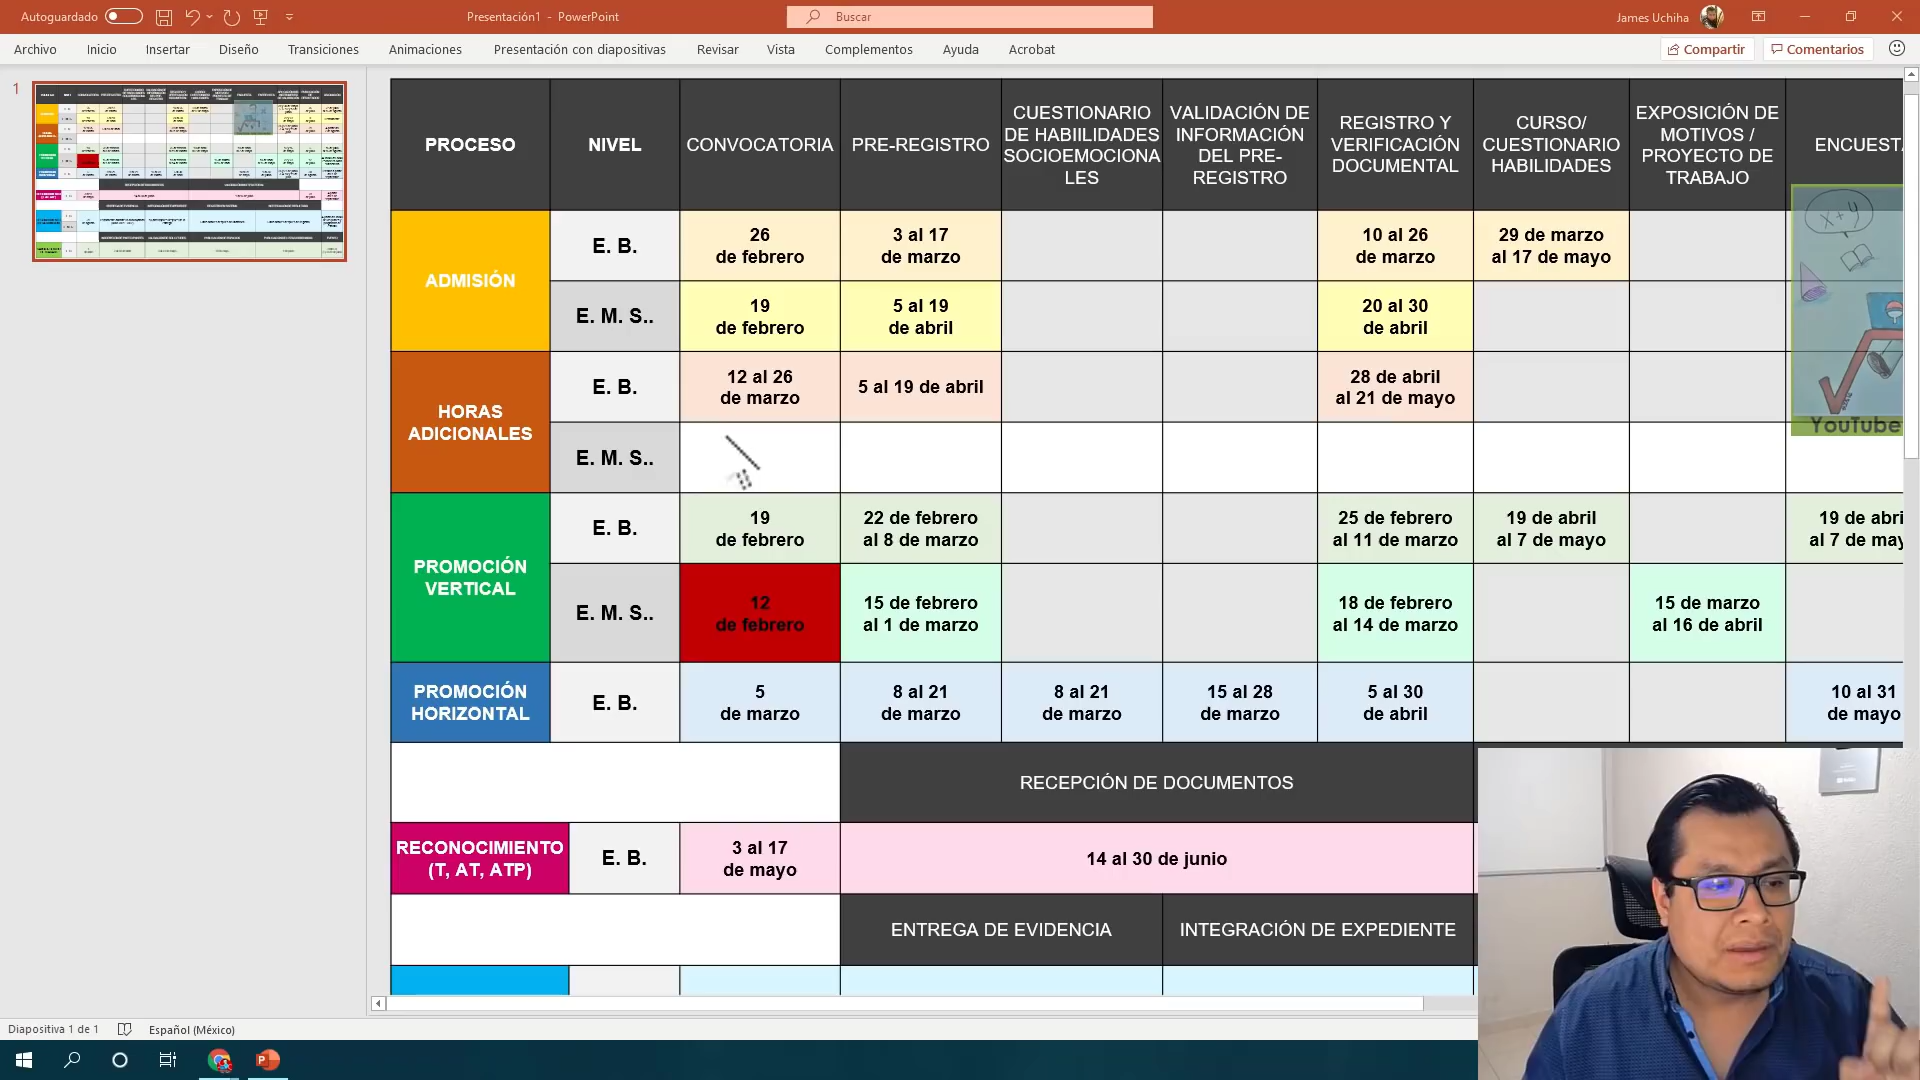 Autoguardado
Presentación1 - PowerPoint
Buscar
James Uchiha
Archivo
Inicio
Insertar
Diseño
Transiciones
Animaciones
Presentación con diapositivas
Revisar
Vista
Complementos
Ayuda
Acrobat
Compartir
Comentarios
1
PROCESO
NIVEL
CONVOCATORIA
PRE-REGISTRO
CUESTIONARIO
DE HABIILIDADES
SOCIOEMOCIONA
LES
VALIDACIÓN DE
INFORMACIÓN
DEL PRE-
REGISTRO
REGISTRO Y
VERIFICACIÓN
DOCUMENTAL
CURSO/
CUESTIONARIO
HABILIDADES
EXPOSICIÓN DE
MOTIVOS /
PROYECTO DE
TRABAJO
ENCUESTA
ADMISIÓN
E. B.
26
de febrero
3 al 17
de marzo
10 al 26
de marzo
29 de marzo
al 17 de mayo
E. M. S..
19
de febrero
5 al 19
de abril
20 al 30
de abril
HORAS
ADICIONALES
E. B.
12 al 26
de marzo
5 al 19 de abril
28 de abril
al 21 de mayo
E. M. S..
PROMOCIÓN
VERTICAL
E. B.
19
de febrero
22 de febrero
al 8 de marzo
25 de febrero
al 11 de marzo
19 de abril
al 7 de mayo
19 de abri
al 7 de may
E. M. S..
12
de febrero
15 de febrero
al 1 de marzo
18 de febrero
al 14 de marzo
15 de marzo
al 16 de abril
PROMOCIÓN
HORIZONTAL
E. B.
5
de marzo
8 al 21
de marzo
8 al 21
de marzo
15 al 28
de marzo
5 al 30
de abril
10 al 31
de mayo
RECEPCIÓN DE DOCUMENTOS
RECONOCIMIENTO
(T, AT, ATP)
E. B.
3 al 17
de mayo
14 al 30 de junio
ENTREGA DE EVIDENCIA
INTEGRACIÓN DE EXPEDIENTE
x+y
YouTube
Diapositiva 1 de 1
Español (México)